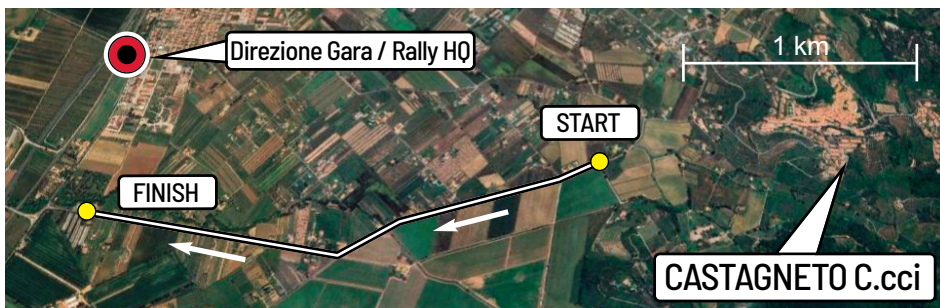 Direzione Gara / Rally HQ
1 km
START
FINISH
CASTAGNETO C.cci